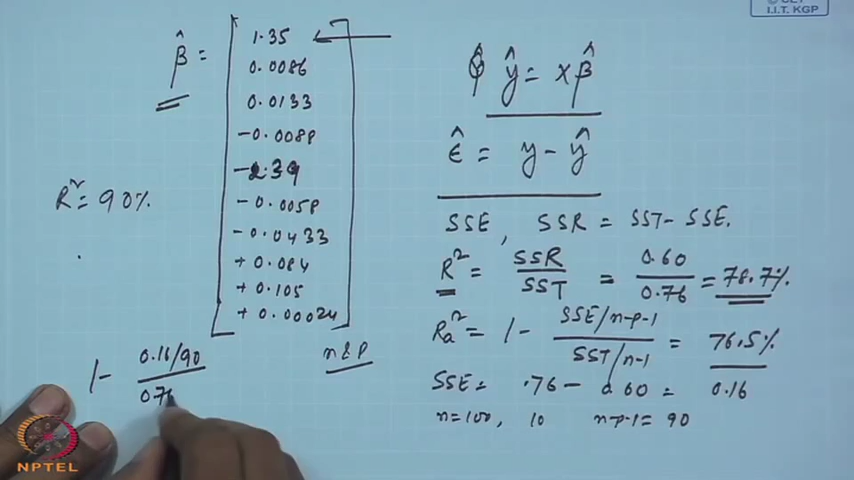 I.I.T. KGP
β̂ =
1.35
0.0086
0.0133
-0.0089
-2.39
-0.0058
-0.0433
+0.084
+0.105
+0.00024
R² = 90%.
1- 0.16/90
0.76
n & p
ŷ = Xβ̂
ε̂ = y - ŷ
SSE, SSR = SST - SSE.
R² = SSR/SST = 0.60/0.76 = 78.7%
Ra² = 1 - (SSE/n-p-1)/(SST/n-1) = 76.5%
SSE = .76 - 0.60 = 0.16
n=100, 10 n-p-1= 90
NPTEL